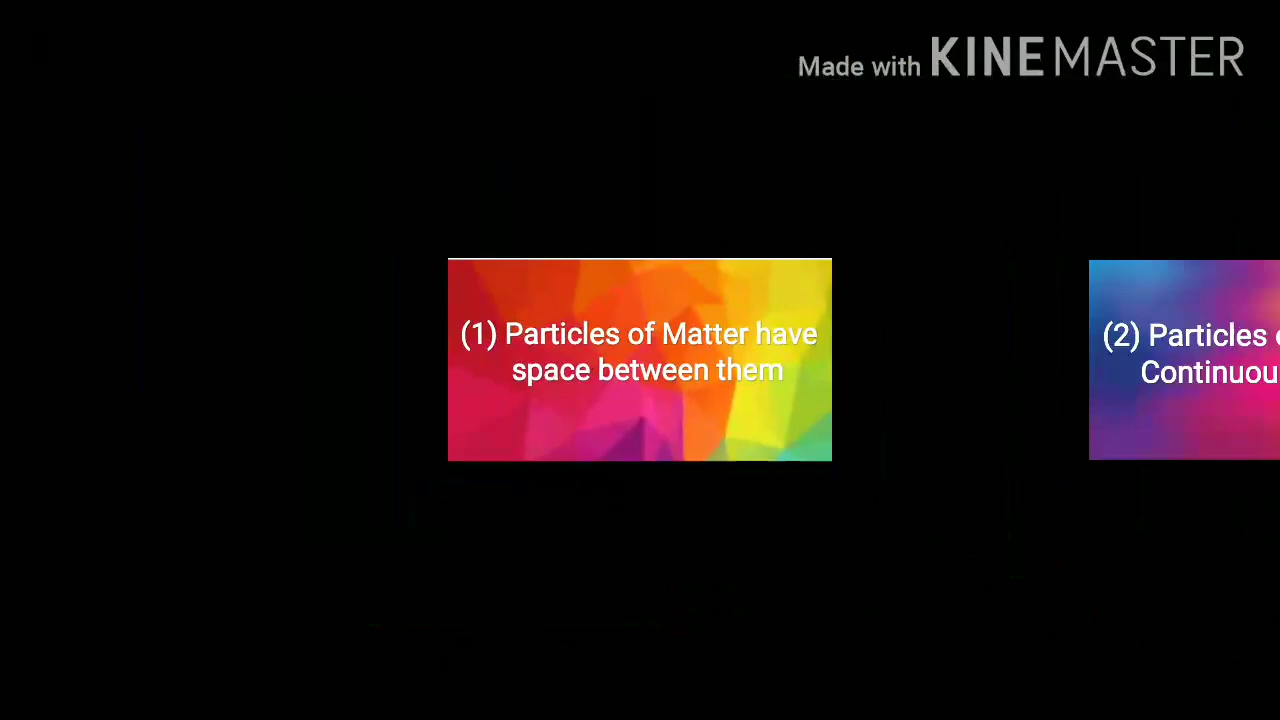 Made with KINEMASTER
(1) Particles of Matter have
space between them
(2) Particles
Continuou